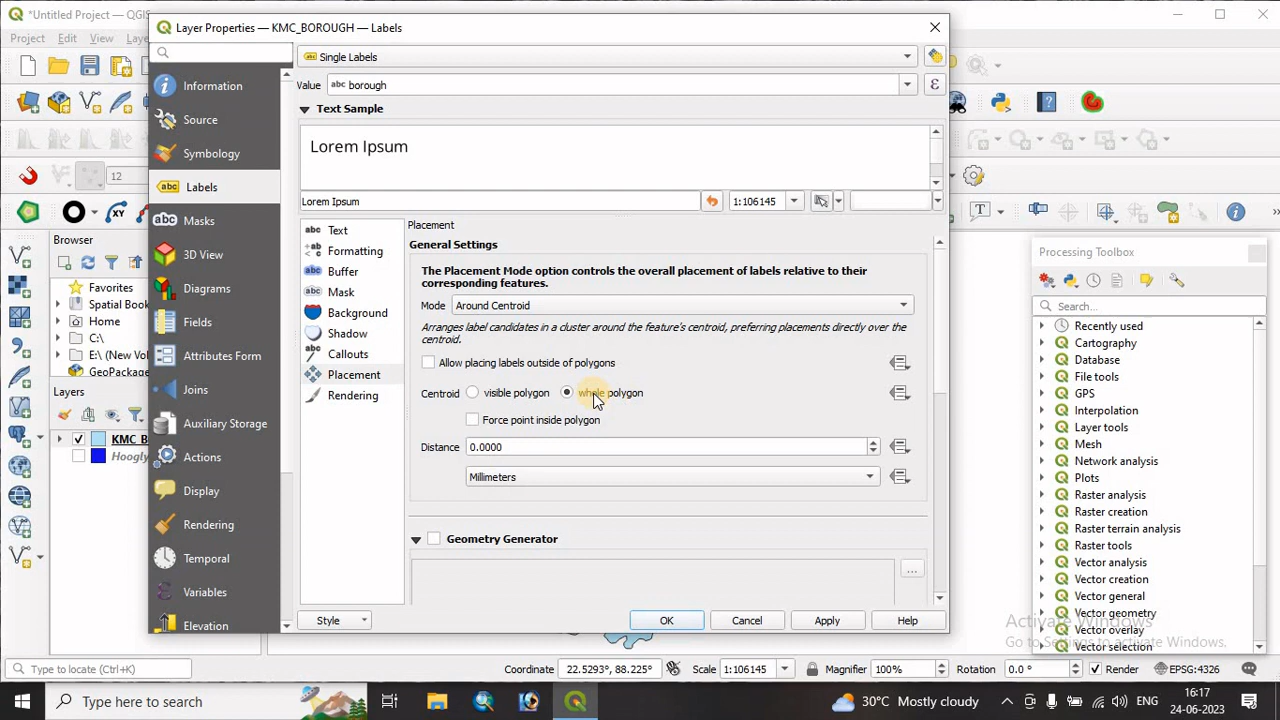 *Untitled Project — QGIS
Layer Properties — KMC_BOROUGH — Labels
Project
Edit
View
Single Labels
Value
abc borough
Text Sample
Lorem Ipsum
Lorem Ipsum
1:106145
12
Information
Source
Symbology
Labels
Masks
3D View
Diagrams
Fields
Attributes Form
Joins
Auxiliary Storage
Actions
Display
Rendering
Temporal
Variables
Elevation
Text
Formatting
Buffer
Mask
Background
Shadow
Callouts
Placement
Rendering
Placement
General Settings
The Placement Mode option controls the overall placement of labels relative to their
corresponding features.
Mode
Around Centroid
Arranges label candidates in a cluster around the feature's centroid, preferring placements directly over the
centroid.
Allow placing labels outside of polygons
Centroid
visible polygon
whole polygon
Force point inside polygon
Distance
0.0000
Millimeters
Geometry Generator
...
Style
OK
Cancel
Apply
Help
Browser
Favorites
Spatial Book
Home
C:\
E:\ (New Vol
GeoPackage
Layers
KMC_B
Hoogly
Processing Toolbox
Search...
Recently used
Cartography
Database
File tools
GPS
Interpolation
Layer tools
Mesh
Network analysis
Plots
Raster analysis
Raster creation
Raster terrain analysis
Raster tools
Vector analysis
Vector creation
Vector general
Vector geometry
Vector overlay
Vector selection
Activate Windows
Go to Settings to activate Windows.
Type to locate (Ctrl+K)
Coordinate
22.5293°, 88.225°
Scale
1:106145
Magnifier
100%
Rotation
0.0 °
Render
EPSG:4326
Type here to search
30°C Mostly cloudy
ENG
16:17
24-06-2023